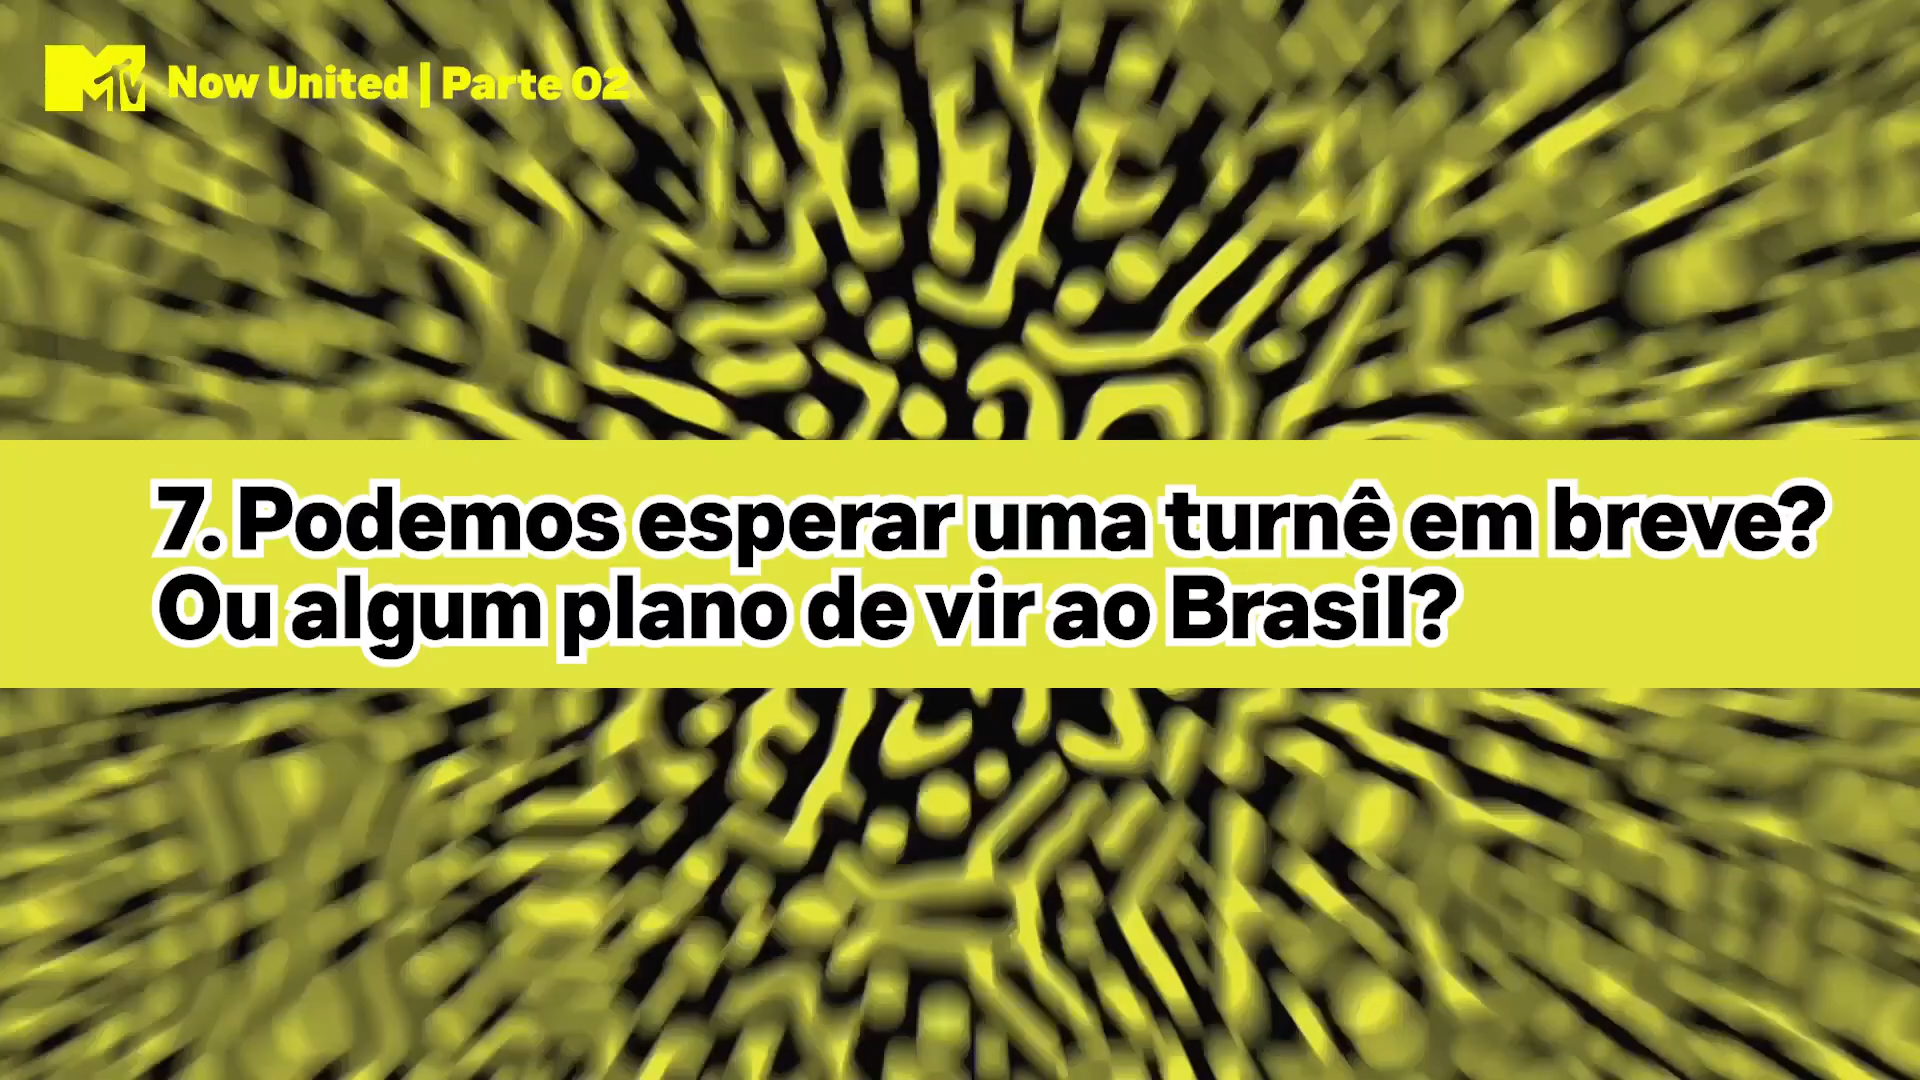 MTV Now United | Parte 02
7. Podemos esperar uma turnê em breve?
Ou algum plano de vir ao Brasil?